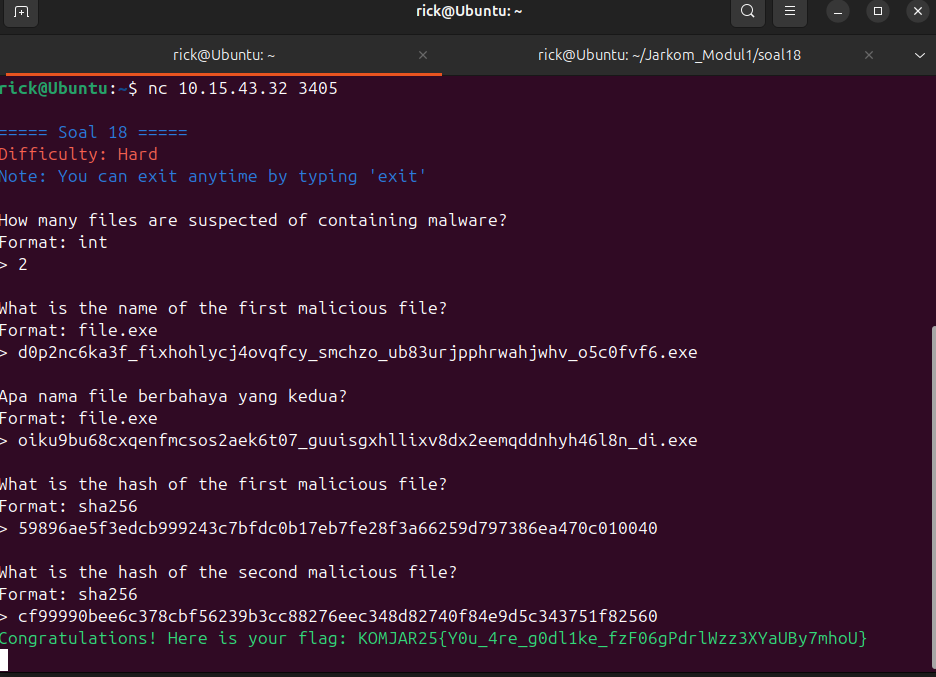 rick@Ubuntu: ~
rick@Ubuntu: ~
rick@Ubuntu: ~/Jarkom_Modul1/soal18
rick@Ubuntu:~$ nc 10.15.43.32 3405
===== Soal 18 =====
Difficulty: Hard
Note: You can exit anytime by typing 'exit'
How many files are suspected of containing malware?
Format: int
> 2
What is the name of the first malicious file?
Format: file.exe
> d0p2nc6ka3f_fixhohlycj4ovqfcy_smchzo_ub83urjpphrwahjwhv_o5c0fvf6.exe
Apa nama file berbahaya yang kedua?
Format: file.exe
> oiku9bu68cxqenfmcsos2aek6t07_guuisgxhllixv8dx2eemqddnhyh46l8n_di.exe
What is the hash of the first malicious file?
Format: sha256
> 59896ae5f3edcb999243c7bfdc0b17eb7fe28f3a66259d797386ea470c010040
What is the hash of the second malicious file?
Format: sha256
> cf99990bee6c378cbf56239b3cc88276eec348d82740f84e9d5c343751f82560
Congratulations! Here is your flag: KOMJAR25{Y0u_4re_g0dl1ke_fzF06gPdrlWzz3XYaUBy7mhoU}